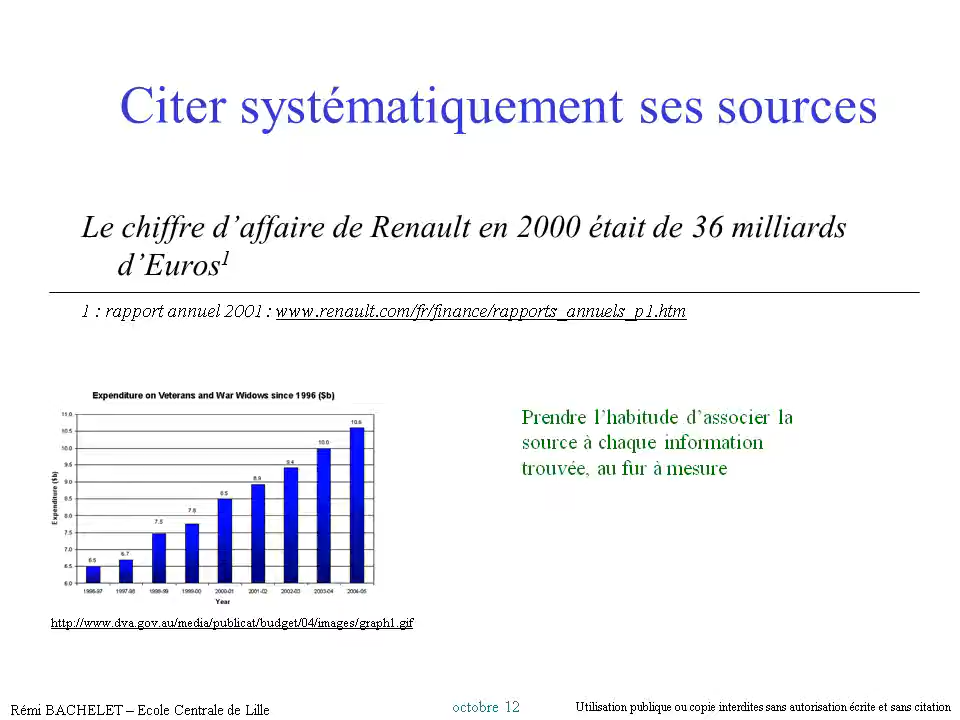 Citer systématiquement ses sources
Le chiffre d’affaire de Renault en 2000 était de 36 milliards
d’Euros1
1 : rapport annuel 2001 : www.renault.com/fr/finance/rapports_annuels_p1.htm
Expenditure on Veterans and War Widows since 1996 ($b)
Expenditure ($b)
11.0
10.5
10.0
9.5
9.0
8.5
8.0
7.5
7.0
6.5
6.0
6.5
6.7
7.5
7.8
8.5
8.9
9.4
10.0
10.6
1996-97 1997-98 1998-99 1999-00 2000-01 2001-02 2002-03 2003-04 2004-05
Year
http://www.dva.gov.au/media/publicat/budget/04/images/graph1.gif
Prendre l’habitude d’associer la
source à chaque information
trouvée, au fur à mesure
Rémi BACHELET – Ecole Centrale de Lille
octobre 12
Utilisation publique ou copie interdites sans autorisation écrite et sans citation